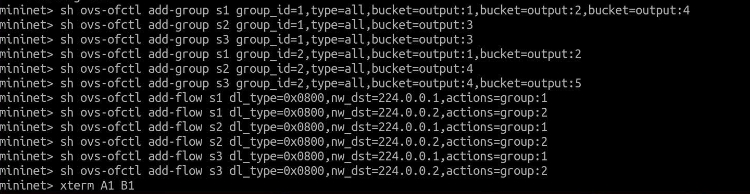 mininet> sh ovs-ofctl add-group s1 group_id=1,type=all,bucket=output:1,bucket=output:2,bucket=output:4
mininet> sh ovs-ofctl add-group s2 group_id=1,type=all,bucket=output:3
mininet> sh ovs-ofctl add-group s3 group_id=1,type=all,bucket=output:3
mininet> sh ovs-ofctl add-group s1 group_id=2,type=all,bucket=output:1,bucket=output:2
mininet> sh ovs-ofctl add-group s2 group_id=2,type=all,bucket=output:4
mininet> sh ovs-ofctl add-group s3 group_id=2,type=all,bucket=output:4,bucket=output:5
mininet> sh ovs-ofctl add-flow s1 dl_type=0x0800,nw_dst=224.0.0.1,actions=group:1
mininet> sh ovs-ofctl add-flow s1 dl_type=0x0800,nw_dst=224.0.0.2,actions=group:2
mininet> sh ovs-ofctl add-flow s2 dl_type=0x0800,nw_dst=224.0.0.1,actions=group:1
mininet> sh ovs-ofctl add-flow s2 dl_type=0x0800,nw_dst=224.0.0.2,actions=group:2
mininet> sh ovs-ofctl add-flow s3 dl_type=0x0800,nw_dst=224.0.0.1,actions=group:1
mininet> sh ovs-ofctl add-flow s3 dl_type=0x0800,nw_dst=224.0.0.2,actions=group:2
mininet> xterm A1 B1